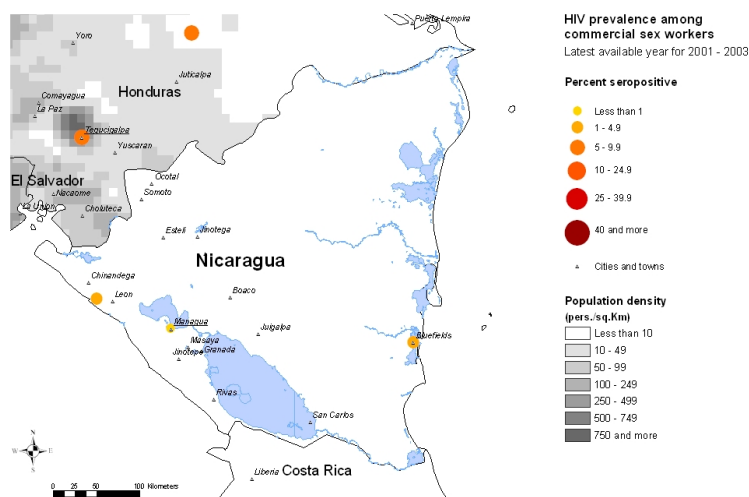 Puerto Lempira
Yoro
Juticalpa
Honduras
Comayagua
La Paz
Tegucigalpa
Yuscaran
El Salvador
Ocotal
Nacaome
Somoto
La Union
Choluteca
Esteli
Jinotega
Nicaragua
Chinandega
Leon
Boaco
Managua
Juigalpa
Bluefields
Masaya
Jinotepe
Granada
Rivas
San Carlos
Liberia
Costa Rica
N
W
E
S
0 25 50 100 Kilometers
HIV prevalence among
commercial sex workers
Latest available year for 2001 - 2003
Percent seropositive
Less than 1
1 - 4.9
5 - 9.9
10 - 24.9
25 - 39.9
40 and more
Cities and towns
Population density
(pers./sq.Km)
Less than 10
10 - 49
50 - 99
100 - 249
250 - 499
500 - 749
750 and more